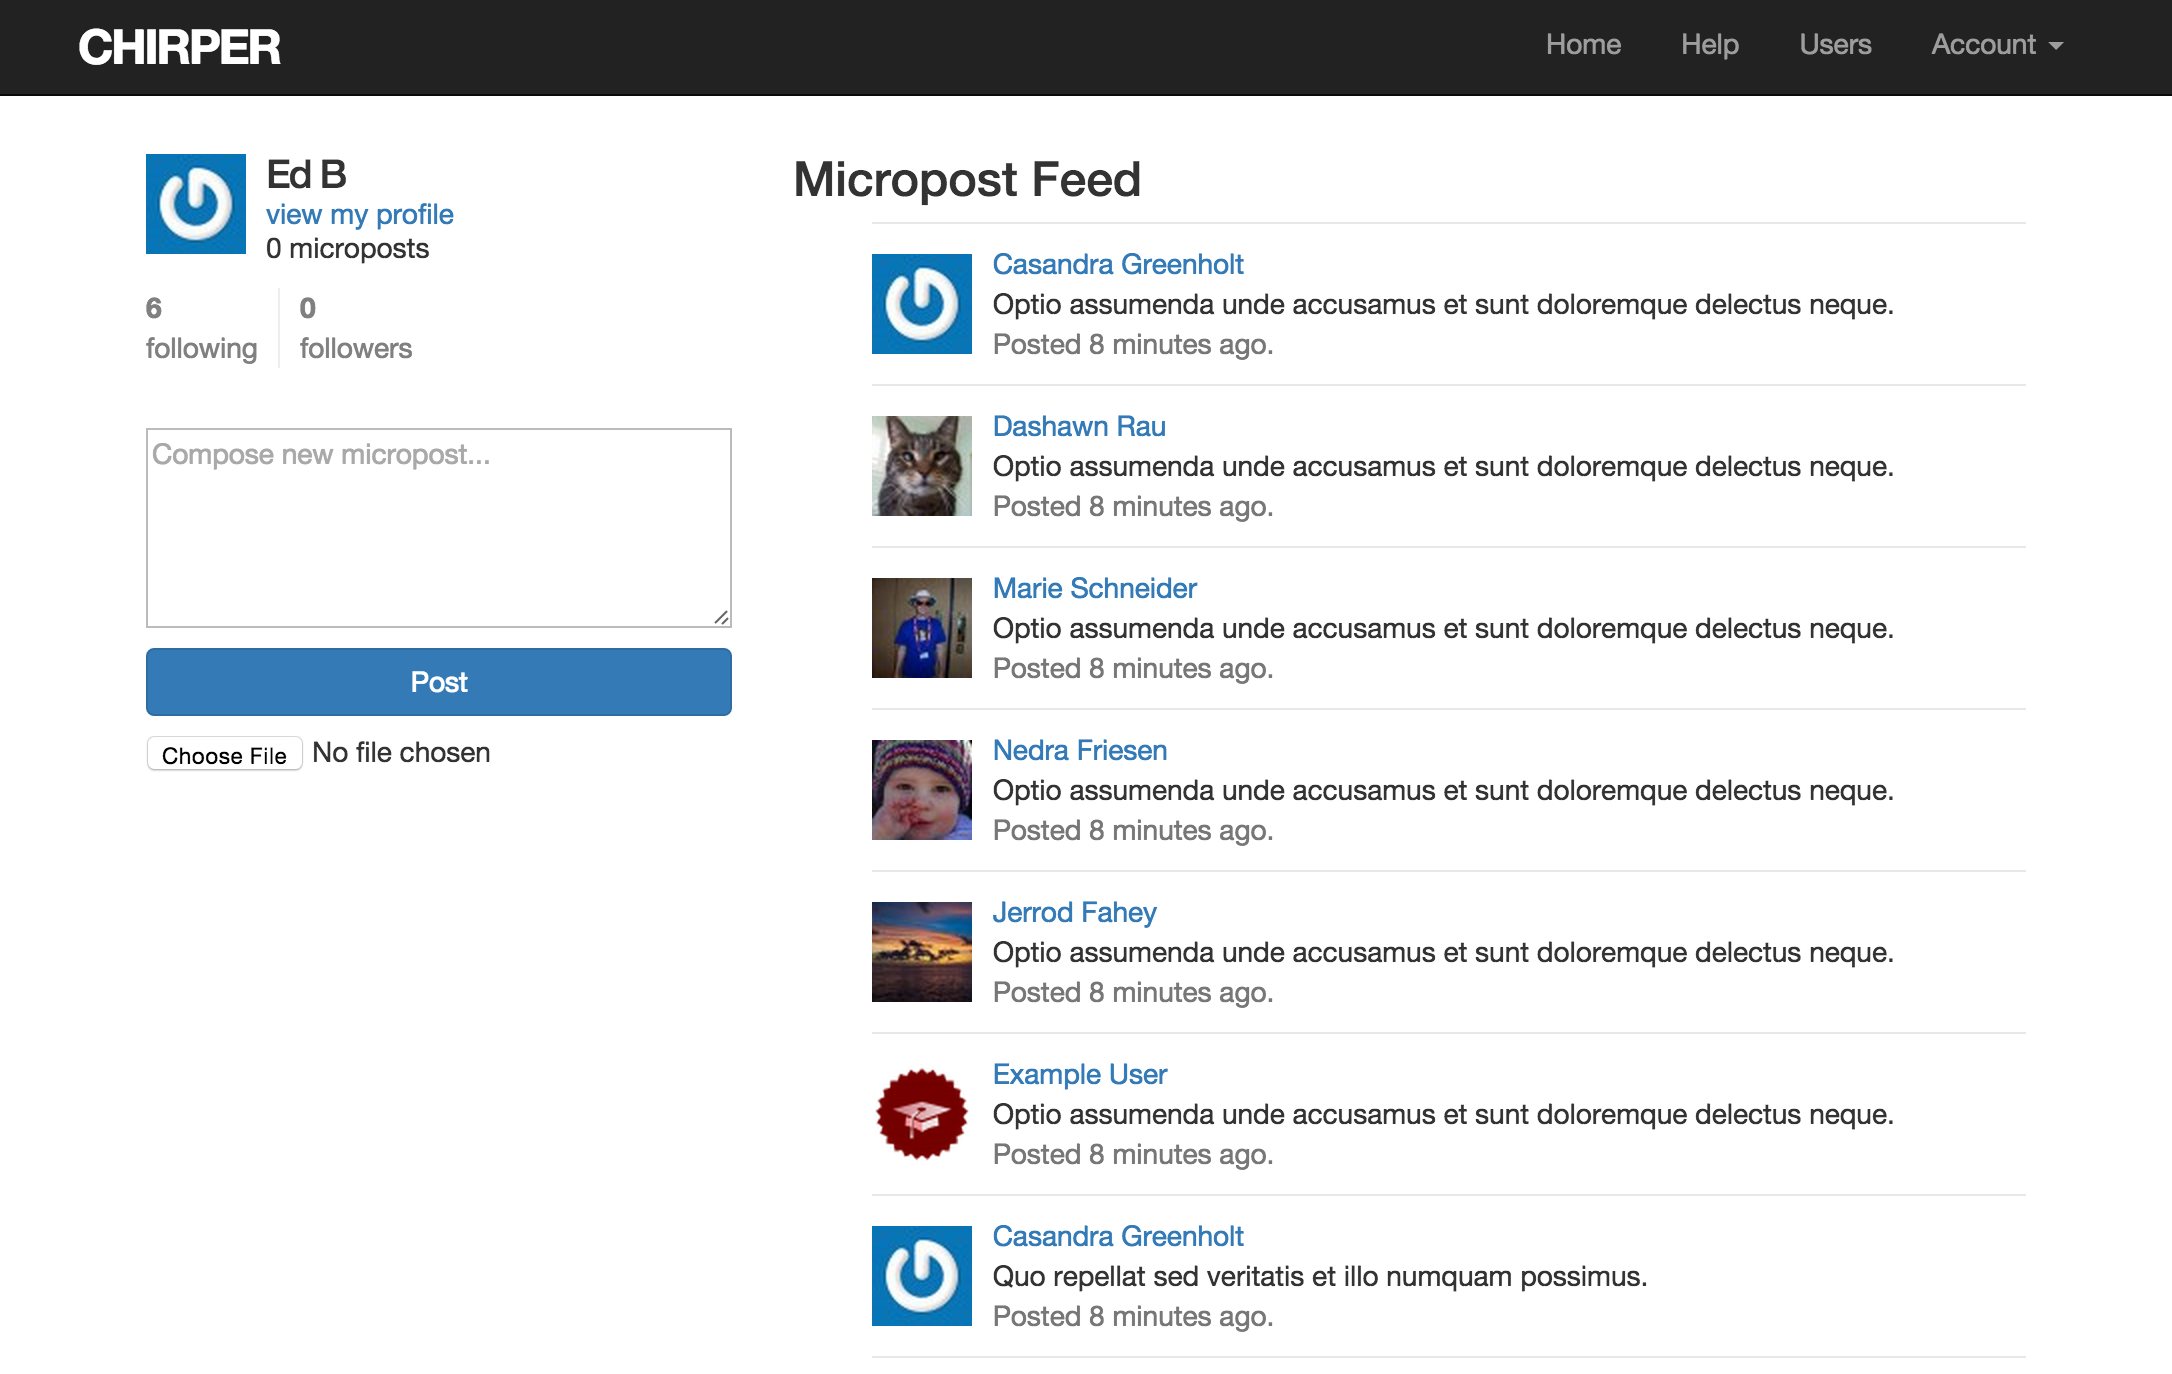 CHIRPER
Home
Help
Users
Account
Ed B
view my profile
0 microposts
6
following
0
followers
Compose new micropost...
Post
Choose File No file chosen
Micropost Feed
Casandra Greenholt
Optio assumenda unde accusamus et sunt doloremque delectus neque.
Posted 8 minutes ago.
Dashawn Rau
Optio assumenda unde accusamus et sunt doloremque delectus neque.
Posted 8 minutes ago.
Marie Schneider
Optio assumenda unde accusamus et sunt doloremque delectus neque.
Posted 8 minutes ago.
Nedra Friesen
Optio assumenda unde accusamus et sunt doloremque delectus neque.
Posted 8 minutes ago.
Jerrod Fahey
Optio assumenda unde accusamus et sunt doloremque delectus neque.
Posted 8 minutes ago.
Example User
Optio assumenda unde accusamus et sunt doloremque delectus neque.
Posted 8 minutes ago.
Casandra Greenholt
Quo repellat sed veritatis et illo numquam possimus.
Posted 8 minutes ago.